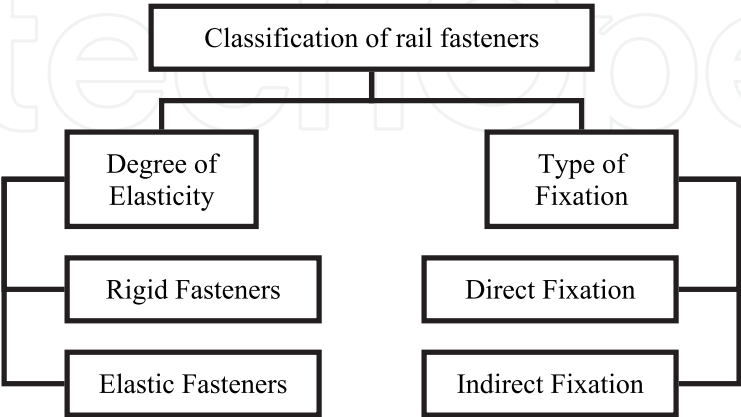 Classification of rail fasteners
Degree of
Elasticity
Type of
Fixation
Rigid Fasteners
Direct Fixation
Elastic Fasteners
Indirect Fixation